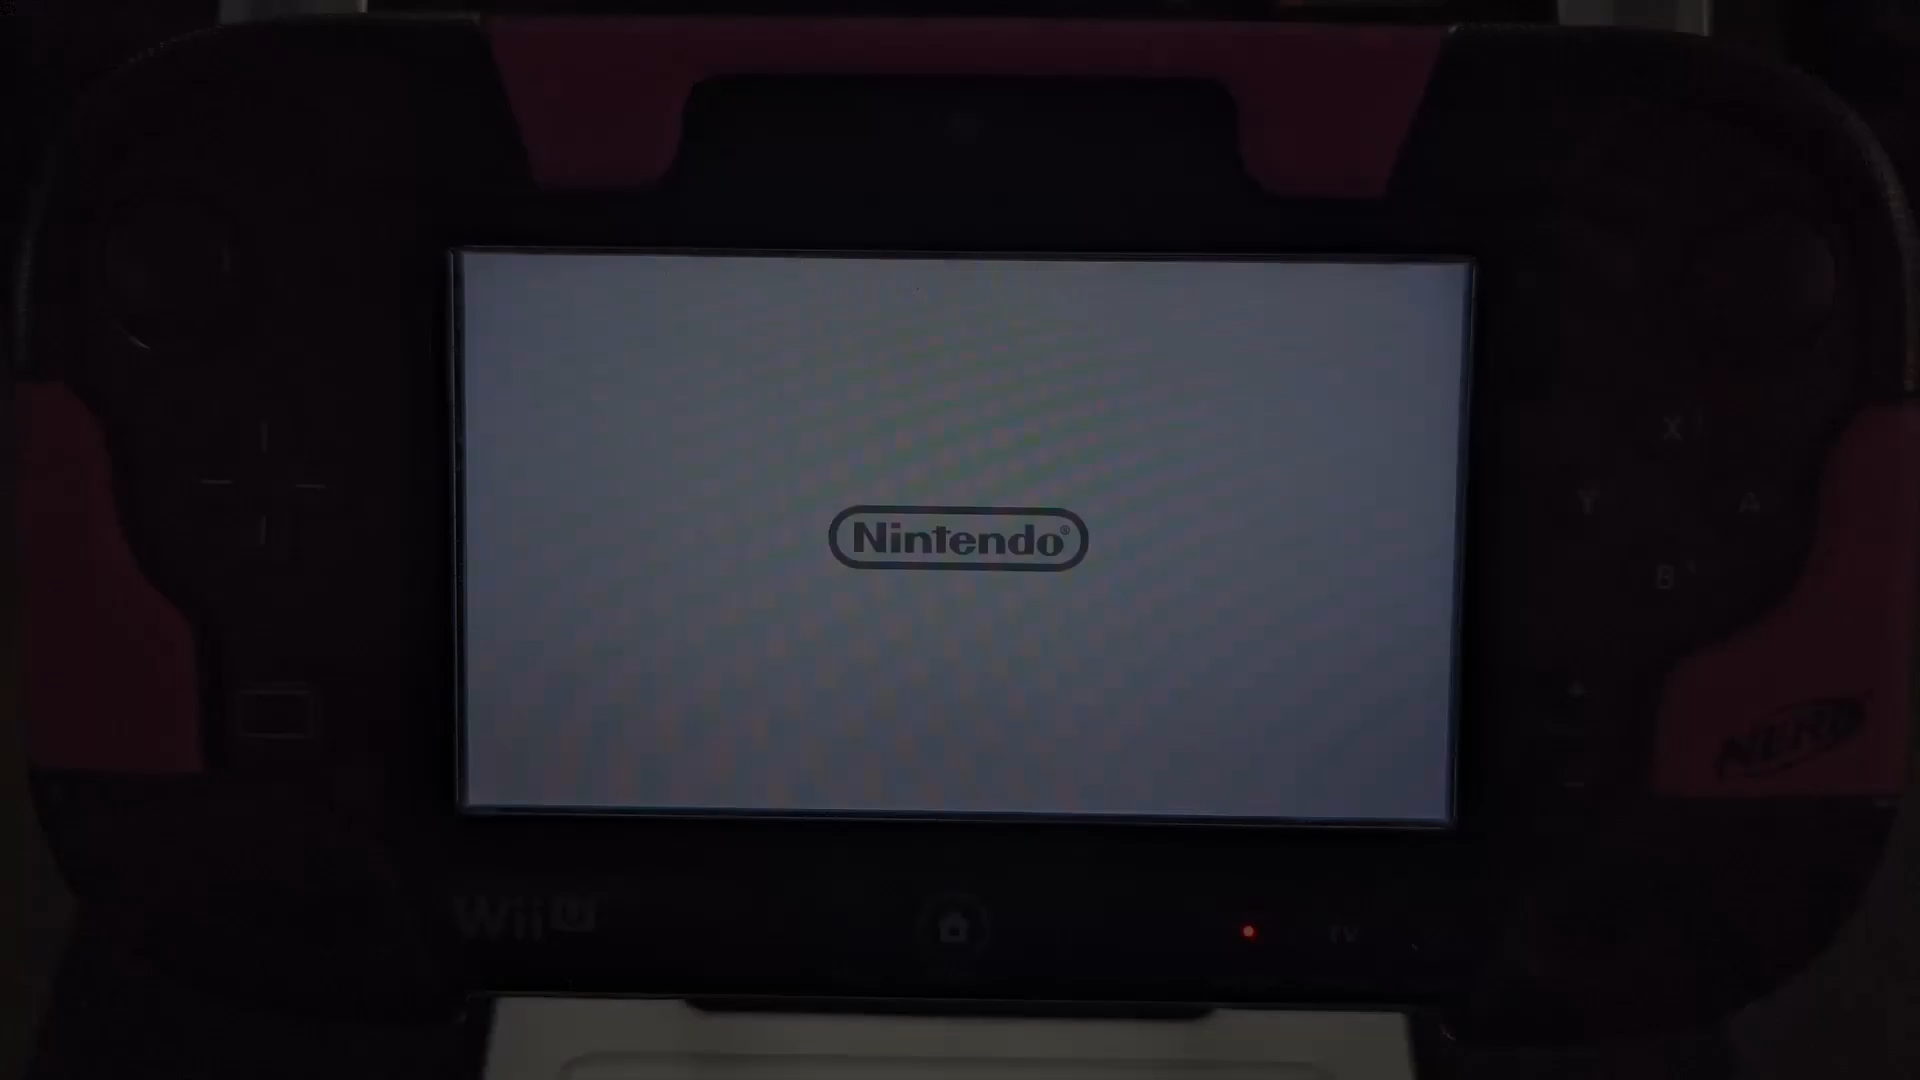 X
Y A
Nintendo®
B
+
NERF
-
Wii U
TV